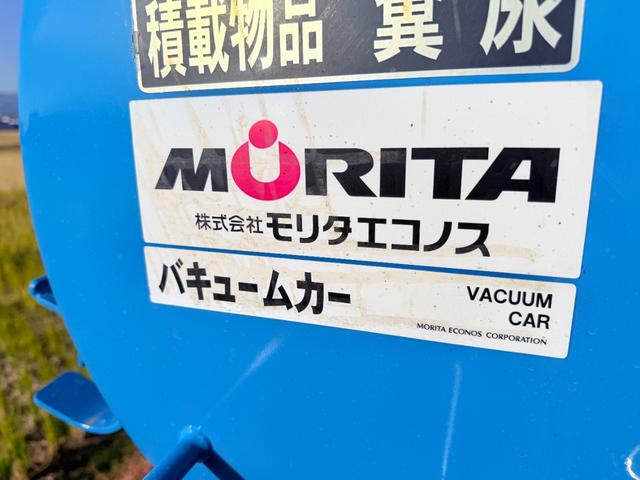 積載物品 糞尿
MORITA
株式会社モリタエコノス
バキュームカー
VACUUM
CAR
MORITA ECONOS CORPORATION